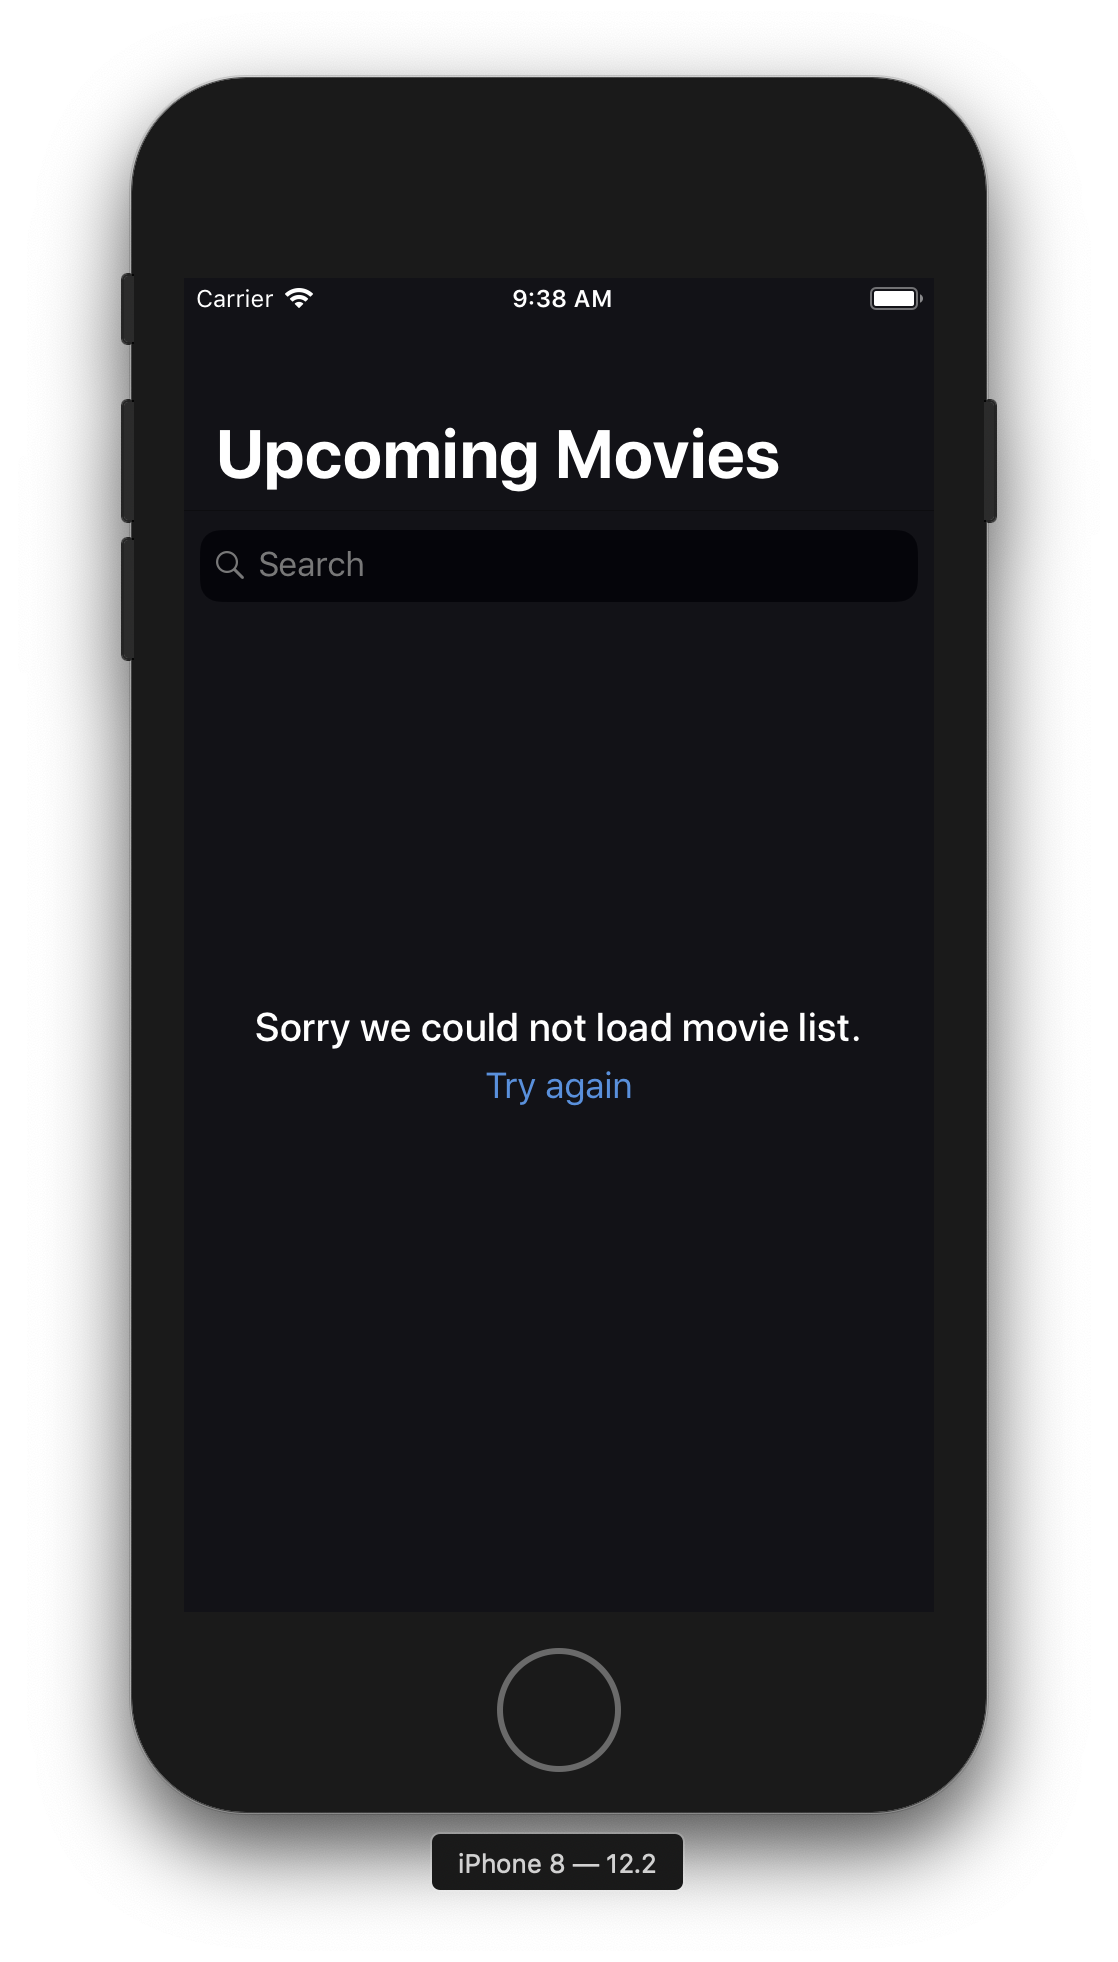 Carrier 9:38 AM
Upcoming Movies
Search
Sorry we could not load movie list.
Try again
iPhone 8 — 12.2